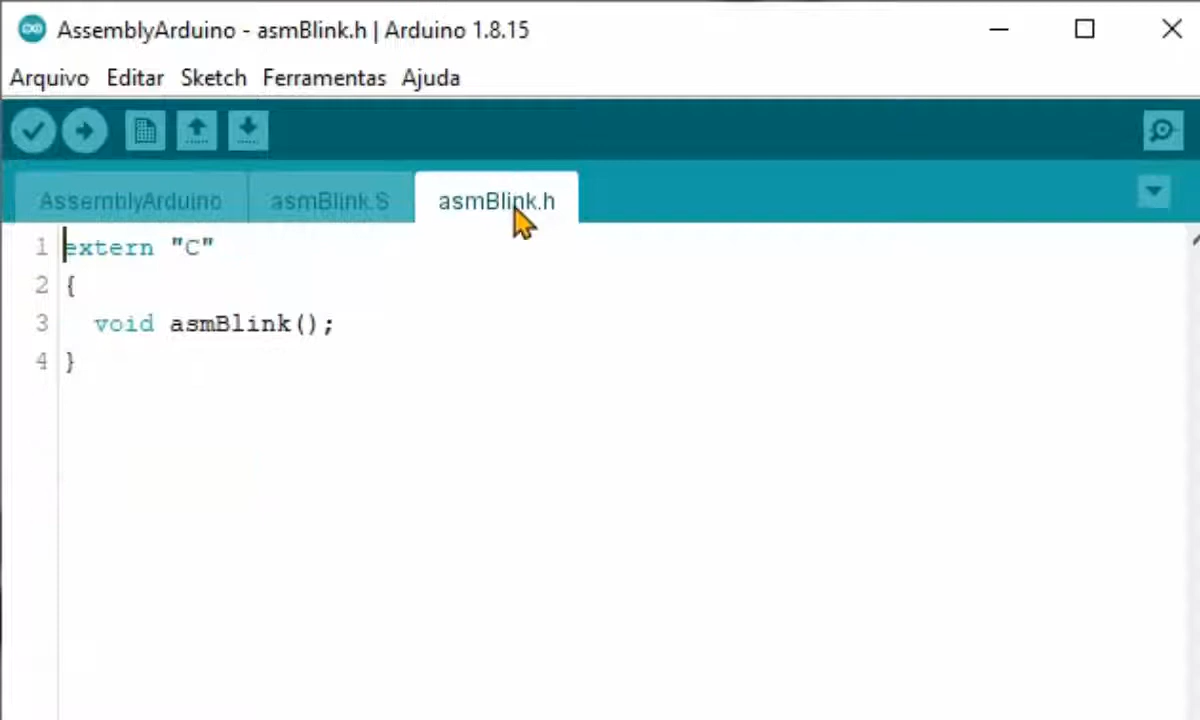 AssemblyArduino - asmBlink.h | Arduino 1.8.15
Arquivo Editar Sketch Ferramentas Ajuda
AssemblyArduino asmBlink.S asmBlink.h
1 extern "C"
2 {
3 void asmBlink();
4 }